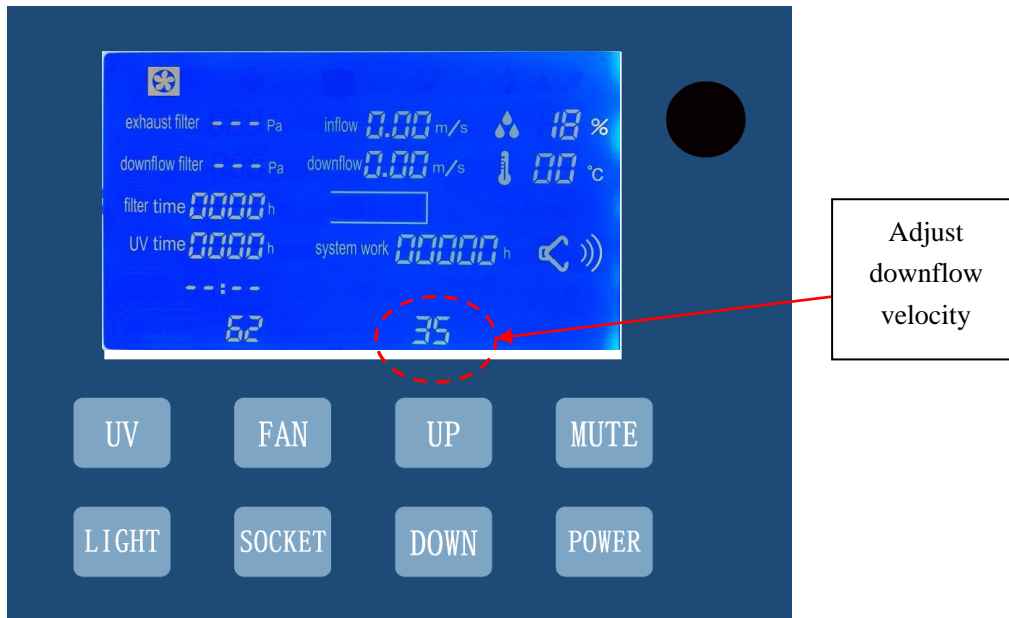 exhaust filter --- Pa inflow 0.00 m/s 18 %
downflow filter --- Pa downflow 0.00 m/s 00 °C
filter time 0000 h
UV time 0000 h system work 00000 h
--:--
62 35
Adjust
downflow
velocity
UV FAN UP MUTE
LIGHT SOCKET DOWN POWER